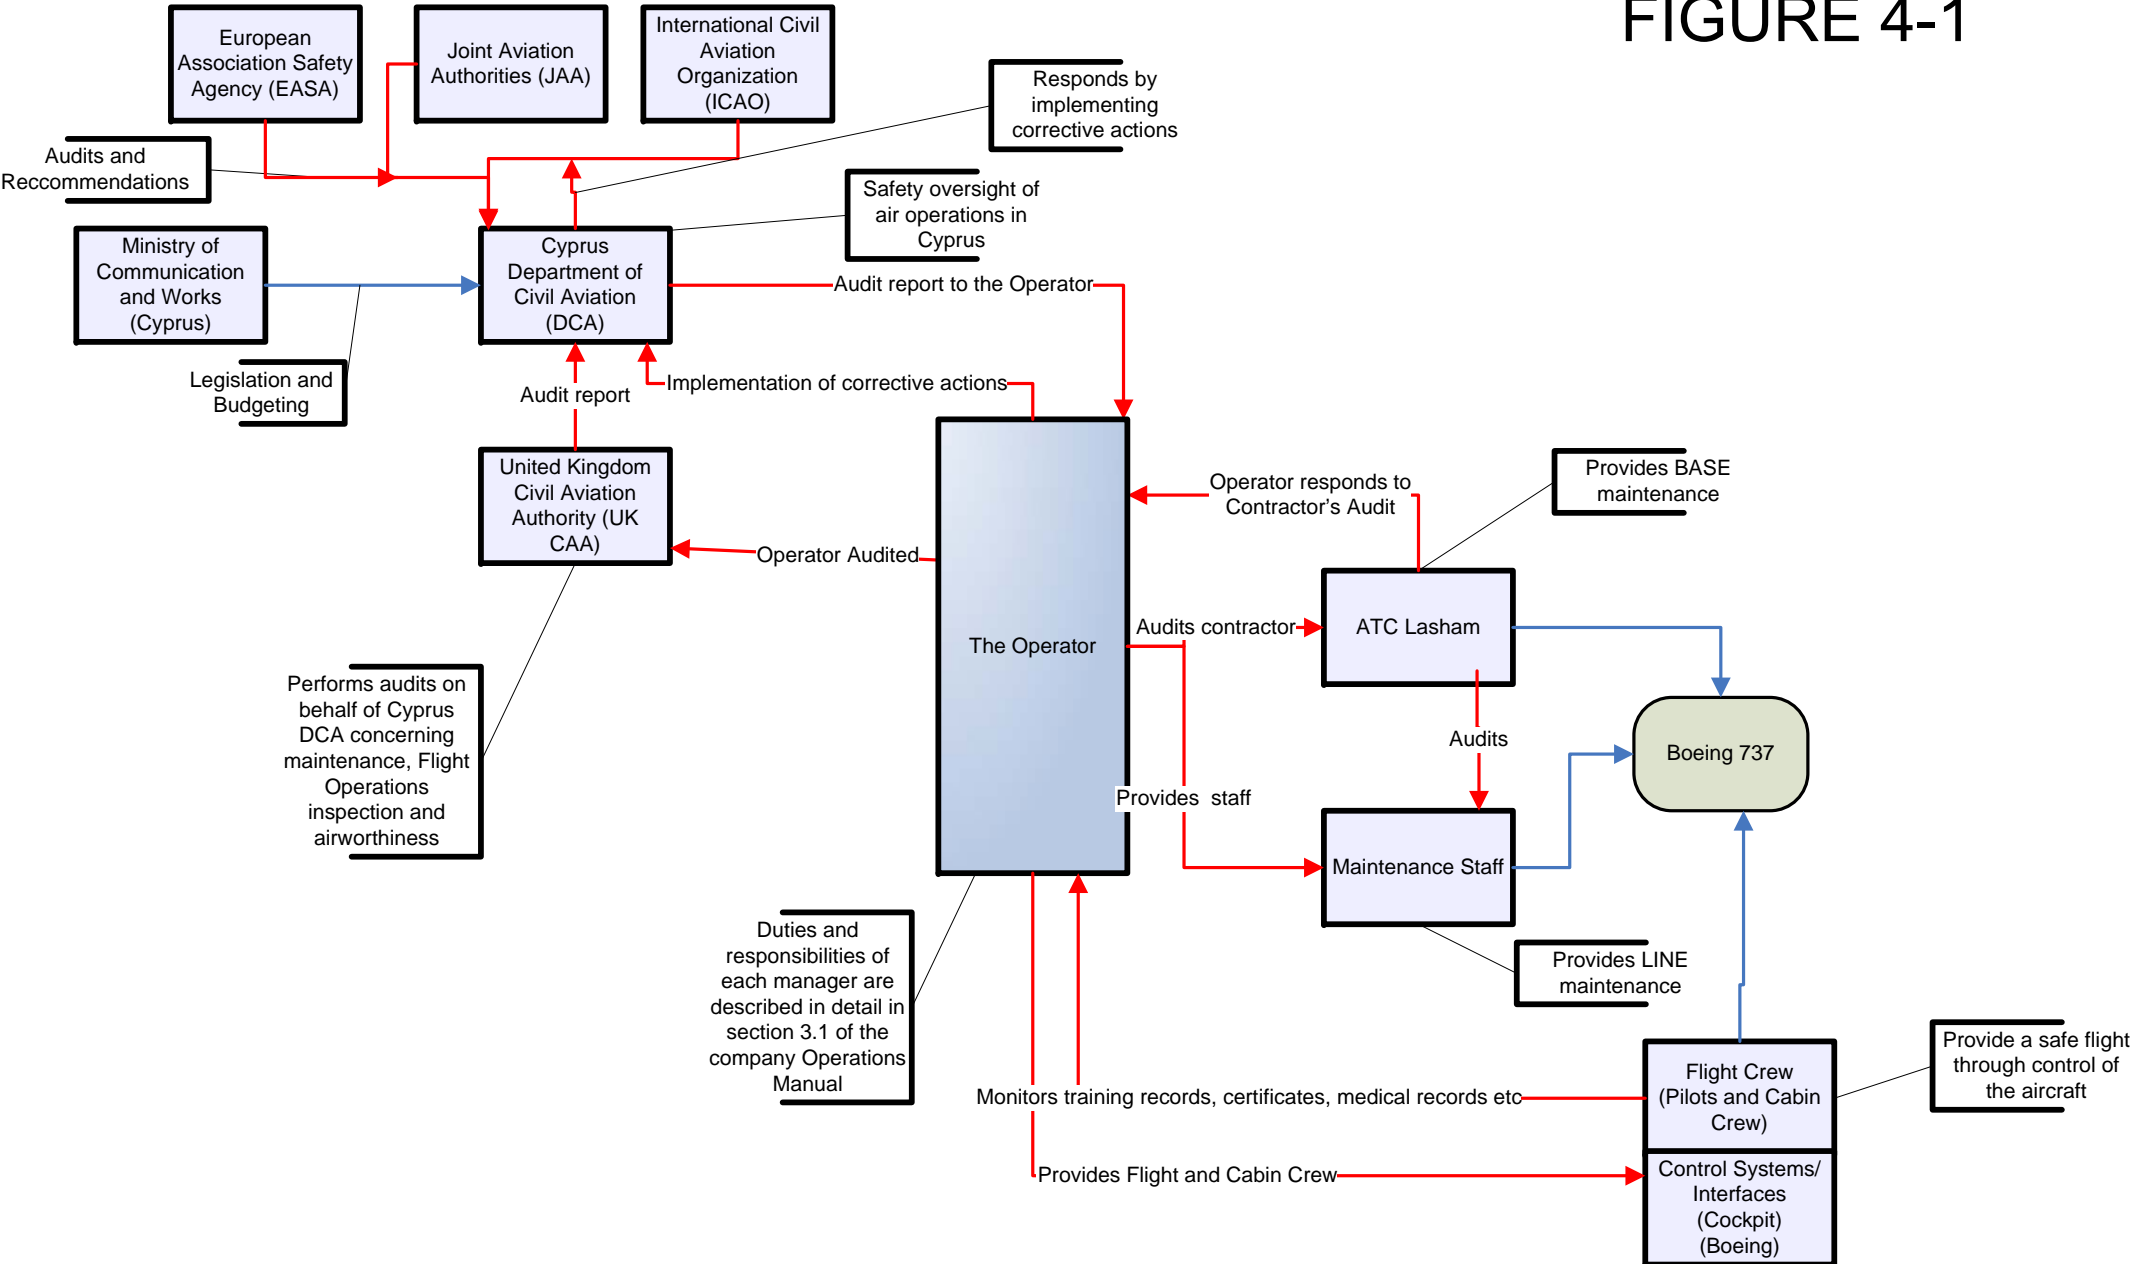 FIGURE 4-1
European
Association Safety
Agency (EASA)
Joint Aviation
Authorities (JAA)
International Civil
Aviation
Organization
(ICAO)
Responds by
implementing
corrective actions
Audits and
Reccommendations
Safety oversight of
air operations in
Cyprus
Ministry of
Communication
and Works
(Cyprus)
Cyprus
Department of
Civil Aviation
(DCA)
Audit report to the Operator
Legislation and
Budgeting
Audit report
Implementation of corrective actions
United Kingdom
Civil Aviation
Authority (UK
CAA)
Operator Audited
Operator responds to
Contractor's Audit
Provides BASE
maintenance
The Operator
Audits contractor
ATC Lasham
Performs audits on
behalf of Cyprus
DCA concerning
maintenance, Flight
Operations
inspection and
airworthiness
Audits
Boeing 737
Provides staff
Maintenance Staff
Provides LINE
maintenance
Duties and
responsibilities of
each manager are
described in detail in
section 3.1 of the
company Operations
Manual
Monitors training records, certificates, medical records etc
Flight Crew
(Pilots and Cabin
Crew)
Provide a safe flight
through control of
the aircraft
Provides Flight and Cabin Crew
Control Systems/
Interfaces
(Cockpit)
(Boeing)